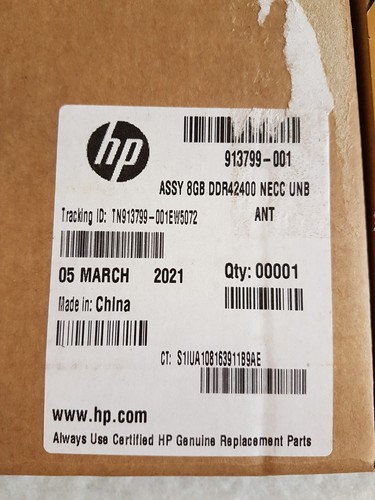 hp
913799-001
ASSY 8GB DDR42400 NECC UNB
ANT
Tracking ID: TN913799-001EW5072
05 MARCH 2021
Qty: 00001
Made in: China
CT: S1IUA108163911B9AE
www.hp.com
Always Use Certified HP Genuine Replacement Parts